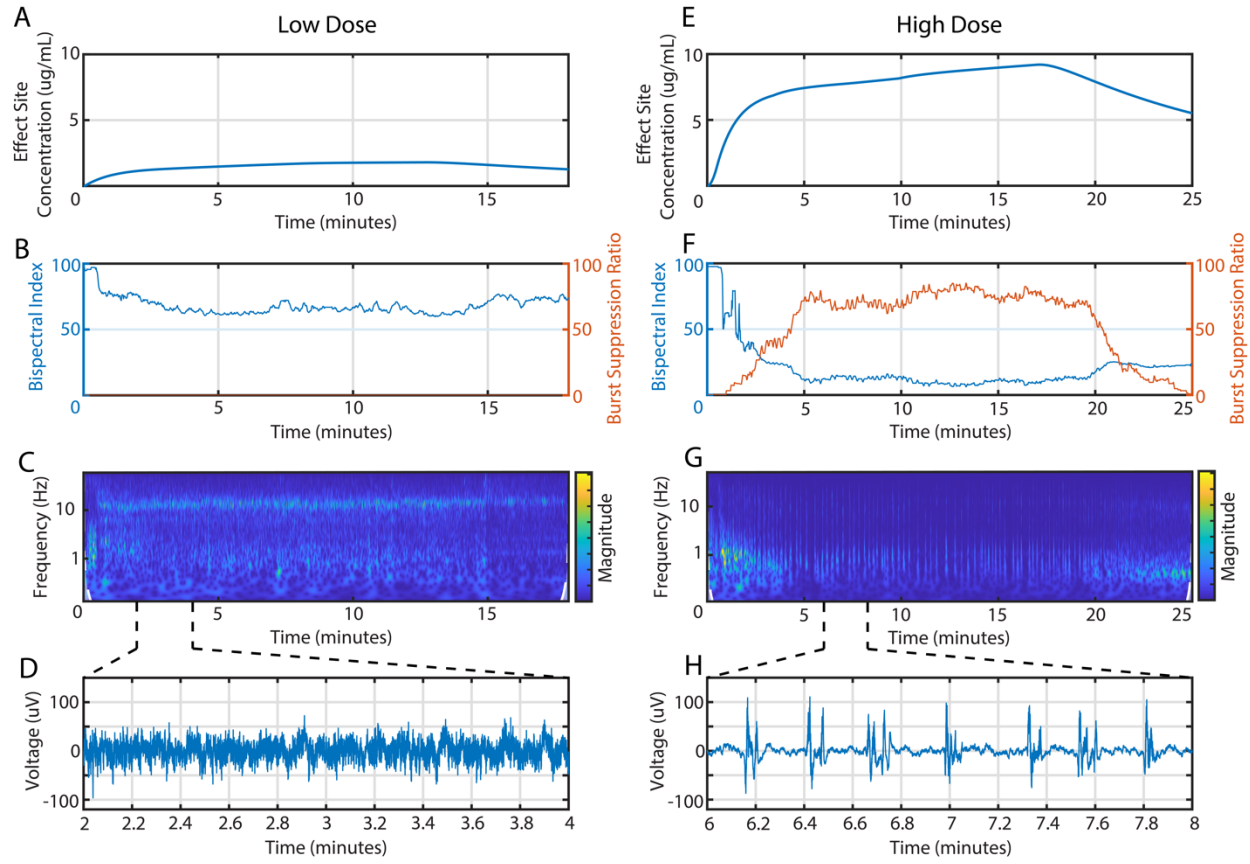 A
Low Dose
Effect Site
Concentration (ug/mL)
10
5
0
5
10
15
Time (minutes)
B
Bispectral Index
100
50
0
100
50
0
Burst Suppression Ratio
5
10
15
Time (minutes)
C
Frequency (Hz)
10
1
0
5
10
15
Time (minutes)
Magnitude
D
Voltage (uV)
100
0
-100
2
2.2
2.4
2.6
2.8
3
3.2
3.4
3.6
3.8
4
Time (minutes)
E
High Dose
Effect Site
Concentration (ug/mL)
10
5
0
5
10
15
20
25
Time (minutes)
F
Bispectral Index
100
50
0
100
50
0
Burst Suppression Ratio
5
10
15
20
25
Time (minutes)
G
Frequency (Hz)
10
1
0
5
10
15
20
25
Time (minutes)
Magnitude
H
Voltage (uV)
100
0
-100
6
6.2
6.4
6.6
6.8
7
7.2
7.4
7.6
7.8
8
Time (minutes)